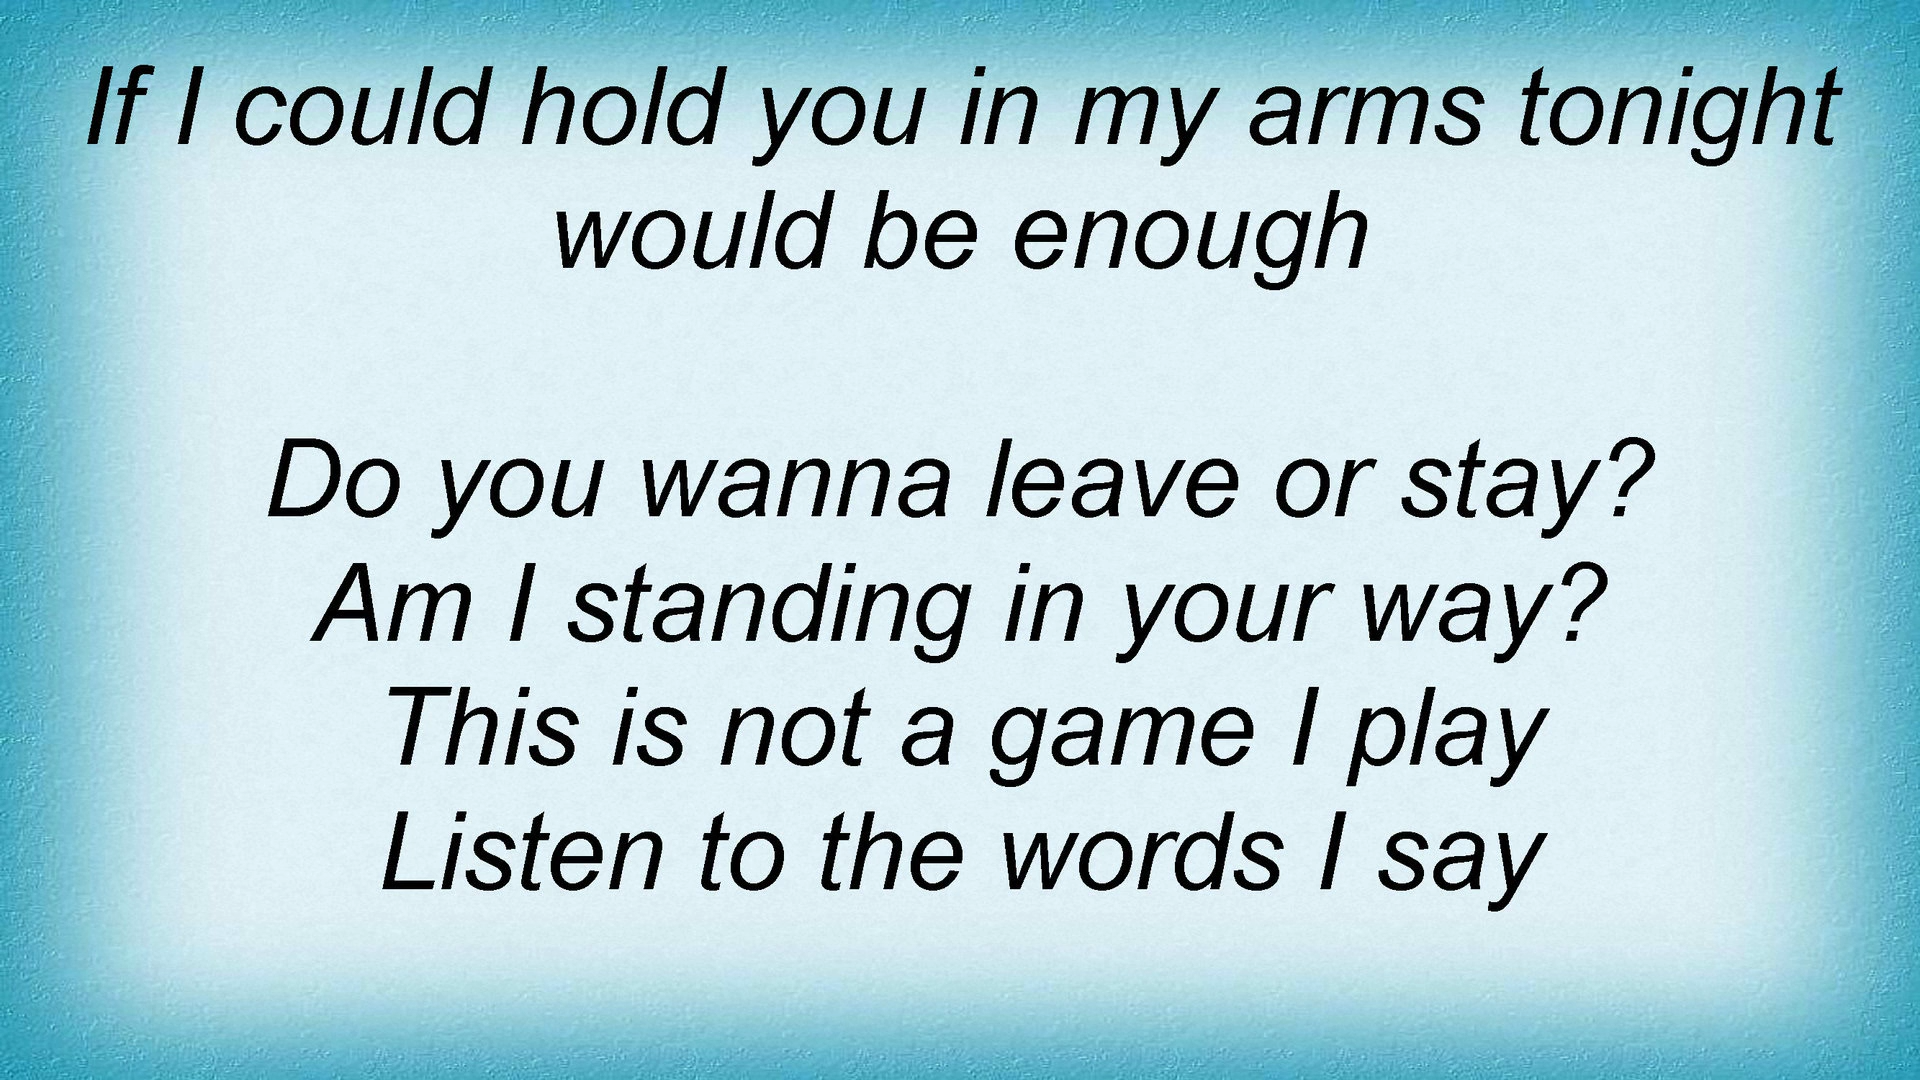 If I could hold you in my arms tonight
would be enough
Do you wanna leave or stay?
Am I standing in your way?
This is not a game I play
Listen to the words I say